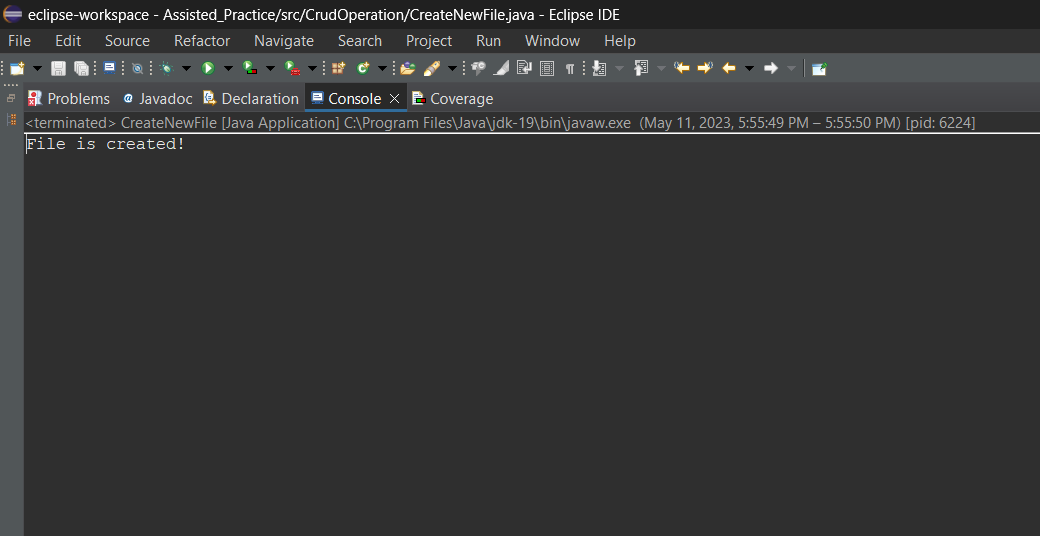 eclipse-workspace - Assisted_Practice/src/CrudOperation/CreateNewFile.java - Eclipse IDE
File Edit Source Refactor Navigate Search Project Run Window Help
Problems Javadoc Declaration Console Coverage
<terminated> CreateNewFile [Java Application] C:\Program Files\Java\jdk-19\bin\javaw.exe (May 11, 2023, 5:55:49 PM – 5:55:50 PM) [pid: 6224]
File is created!